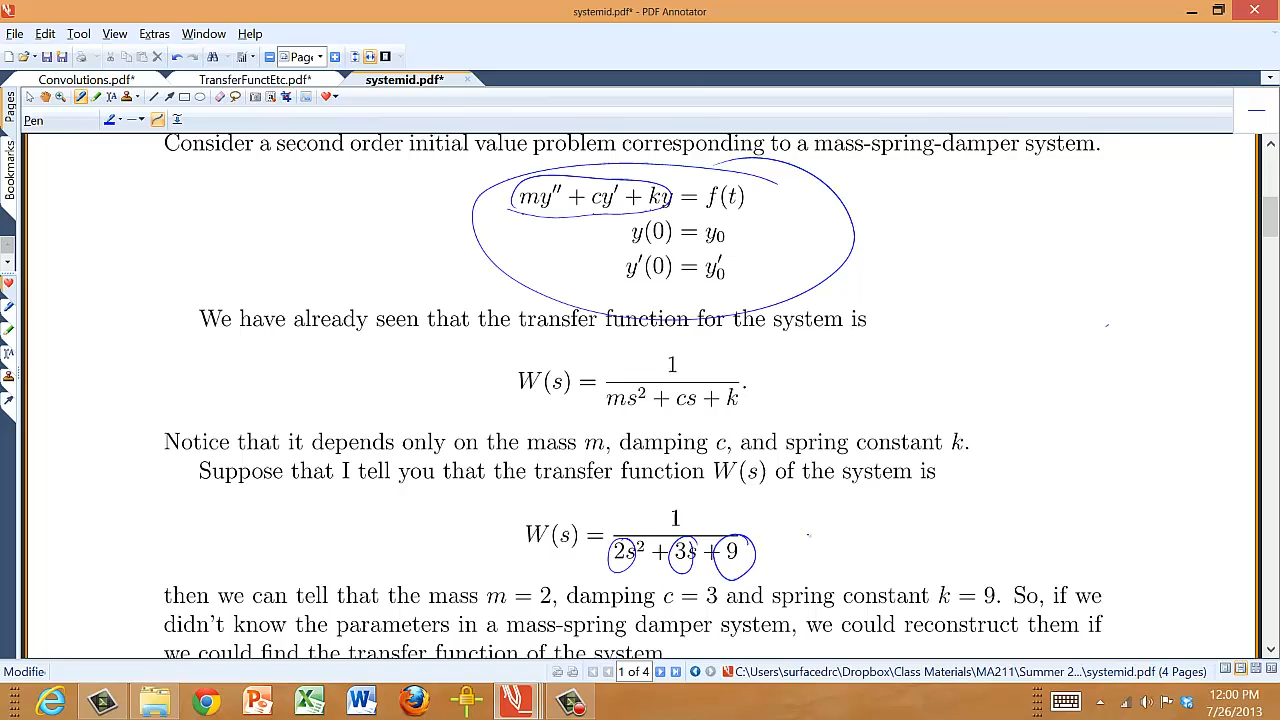 systemid.pdf* - PDF Annotator
File Edit Tool View Extras Window Help
Page
Convolutions.pdf* TransferFunctEtc.pdf* systemid.pdf*
Pages
Pen
Bookmarks
Consider a second order initial value problem corresponding to a mass-spring-damper system.
my″ + cy′ + ky = f(t)
y(0) = y₀
y′(0) = y₀′
We have already seen that the transfer function for the system is
W(s) = 1 / (ms² + cs + k).
Notice that it depends only on the mass m, damping c, and spring constant k.
Suppose that I tell you that the transfer function W(s) of the system is
W(s) = 1 / (2s² + 3s + 9)
then we can tell that the mass m = 2, damping c = 3 and spring constant k = 9. So, if we
didn't know the parameters in a mass-spring damper system, we could reconstruct them if
we could find the transfer function of the system
Modifie 1 of 4 C:\Users\surfacedrc\Dropbox\Class Materials\MA211\Summer 2...\systemid.pdf (4 Pages)
12:00 PM
7/26/2013